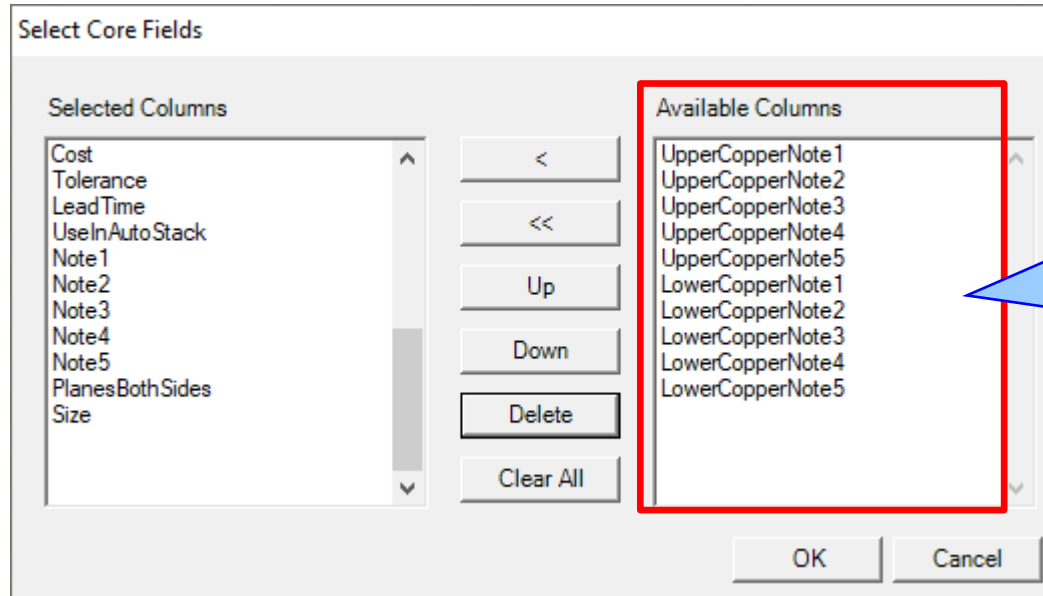 Select Core Fields
Selected Columns
Cost
Tolerance
LeadTime
UseInAutoStack
Note1
Note2
Note3
Note4
Note5
PlanesBothSides
Size
<
<<
Up
Down
Delete
Clear All
Available Columns
UpperCopperNote1
UpperCopperNote2
UpperCopperNote3
UpperCopperNote4
UpperCopperNote5
LowerCopperNote1
LowerCopperNote2
LowerCopperNote3
LowerCopperNote4
LowerCopperNote5
OK
Cancel